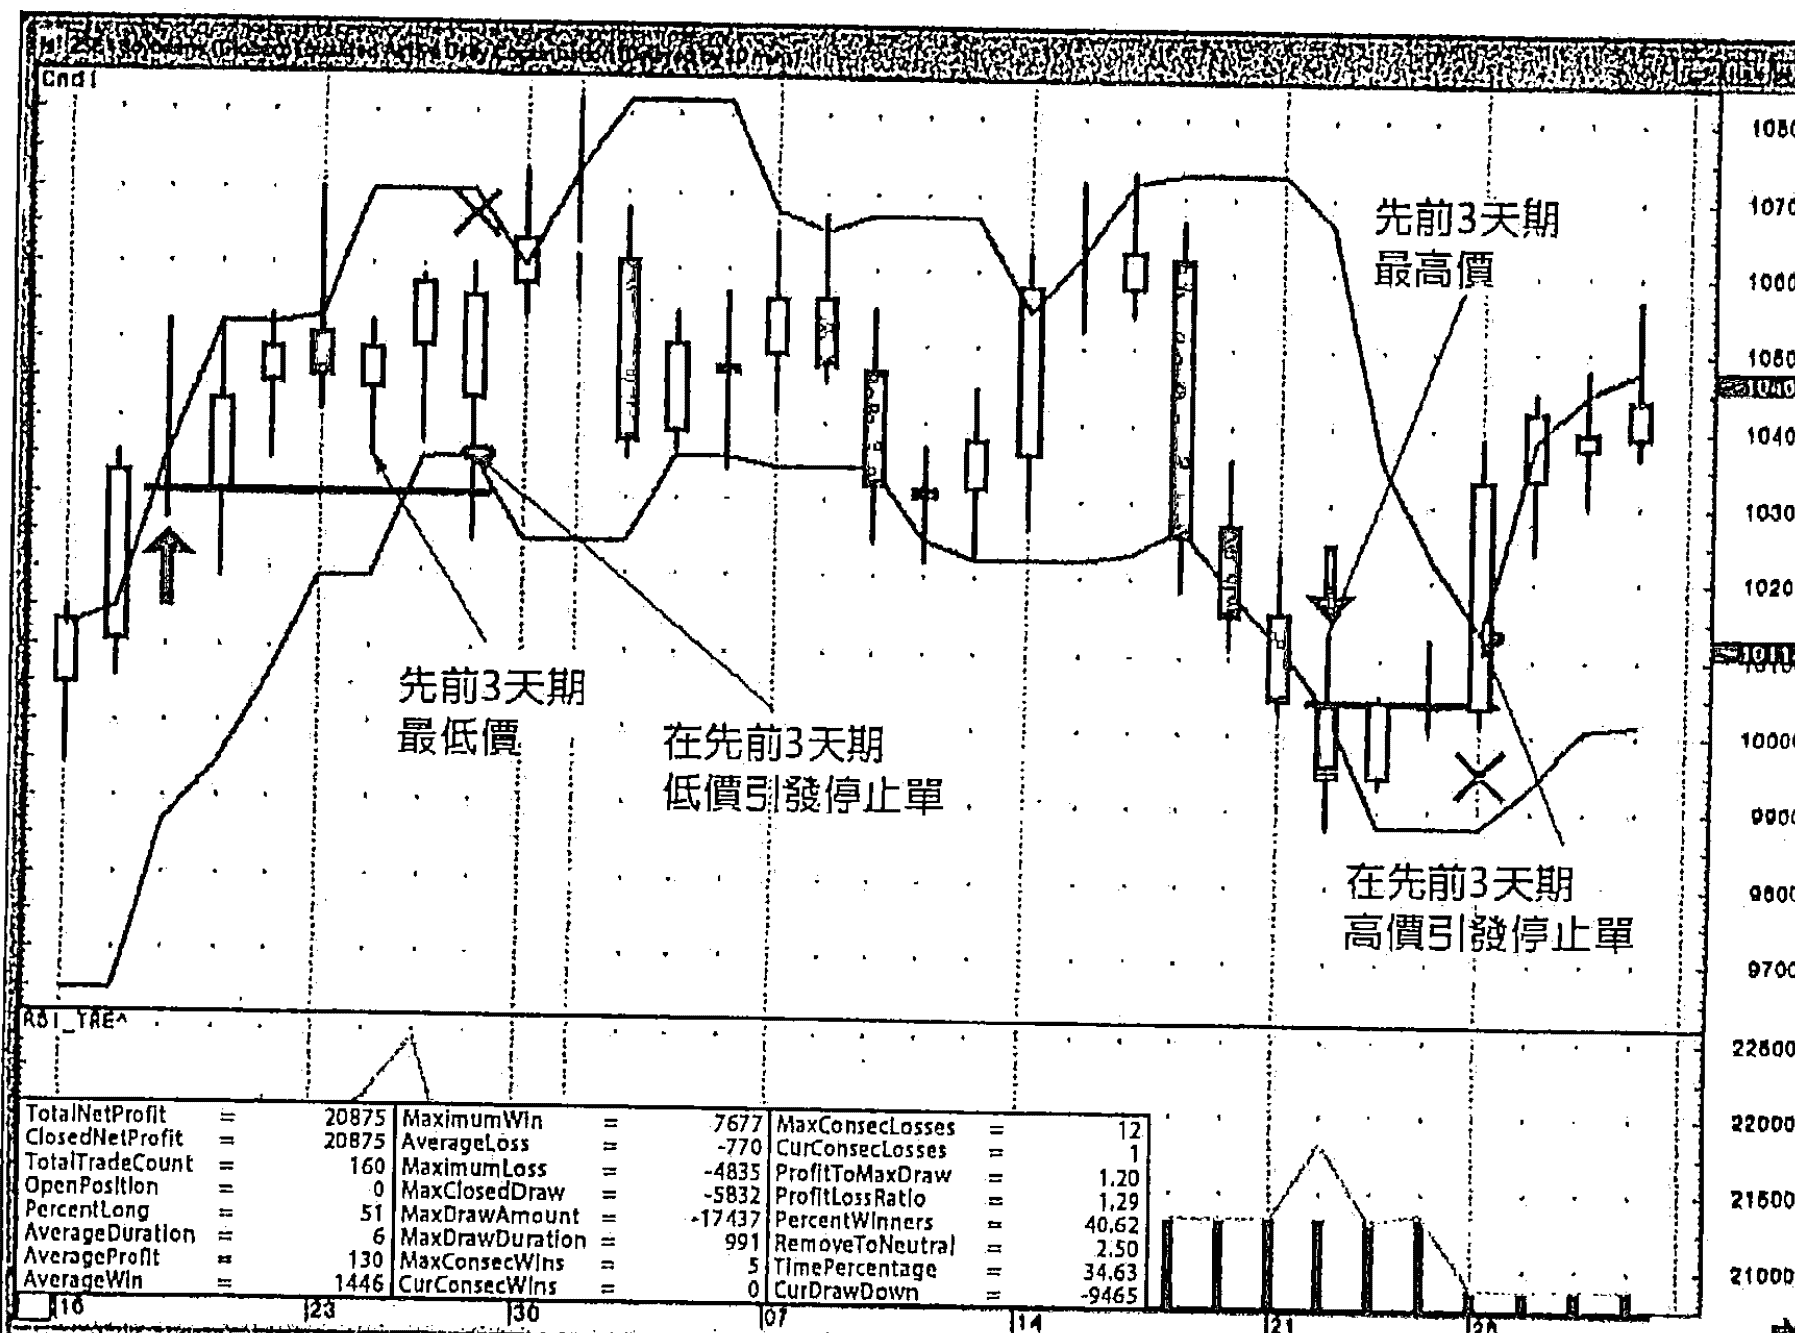 Cnd1
1080
1070
先前3天期
最高價
1060
1050
1040
1030
1020
先前3天期
最低價
在先前3天期
低價引發停止單
10000
9900
在先前3天期
高價引發停止單
9800
9700
22500
TotalNetProfit = 20875 MaximumWin = 7677 MaxConsecLosses = 12
ClosedNetProfit = 20875 AverageLoss = -770 CurConsecLosses = 1
TotalTradeCount = 160 MaximumLoss = -4835 ProfitToMaxDraw = 1.20
OpenPosition = 0 MaxClosedDraw = -5832 ProfitLossRatio = 1.29
PercentLong = 51 MaxDrawAmount = -17437 PercentWinners = 40.62
AverageDuration = 6 MaxDrawDuration = 991 RemoveToNeutral = 2.50
AverageProfit = 130 MaxConsecWins = 5 TimePercentage = 34.63
AverageWin = 1446 CurConsecWins = 0 CurDrawDown = -9465
22000
21500
21000
16 23 30 07 14 21 28